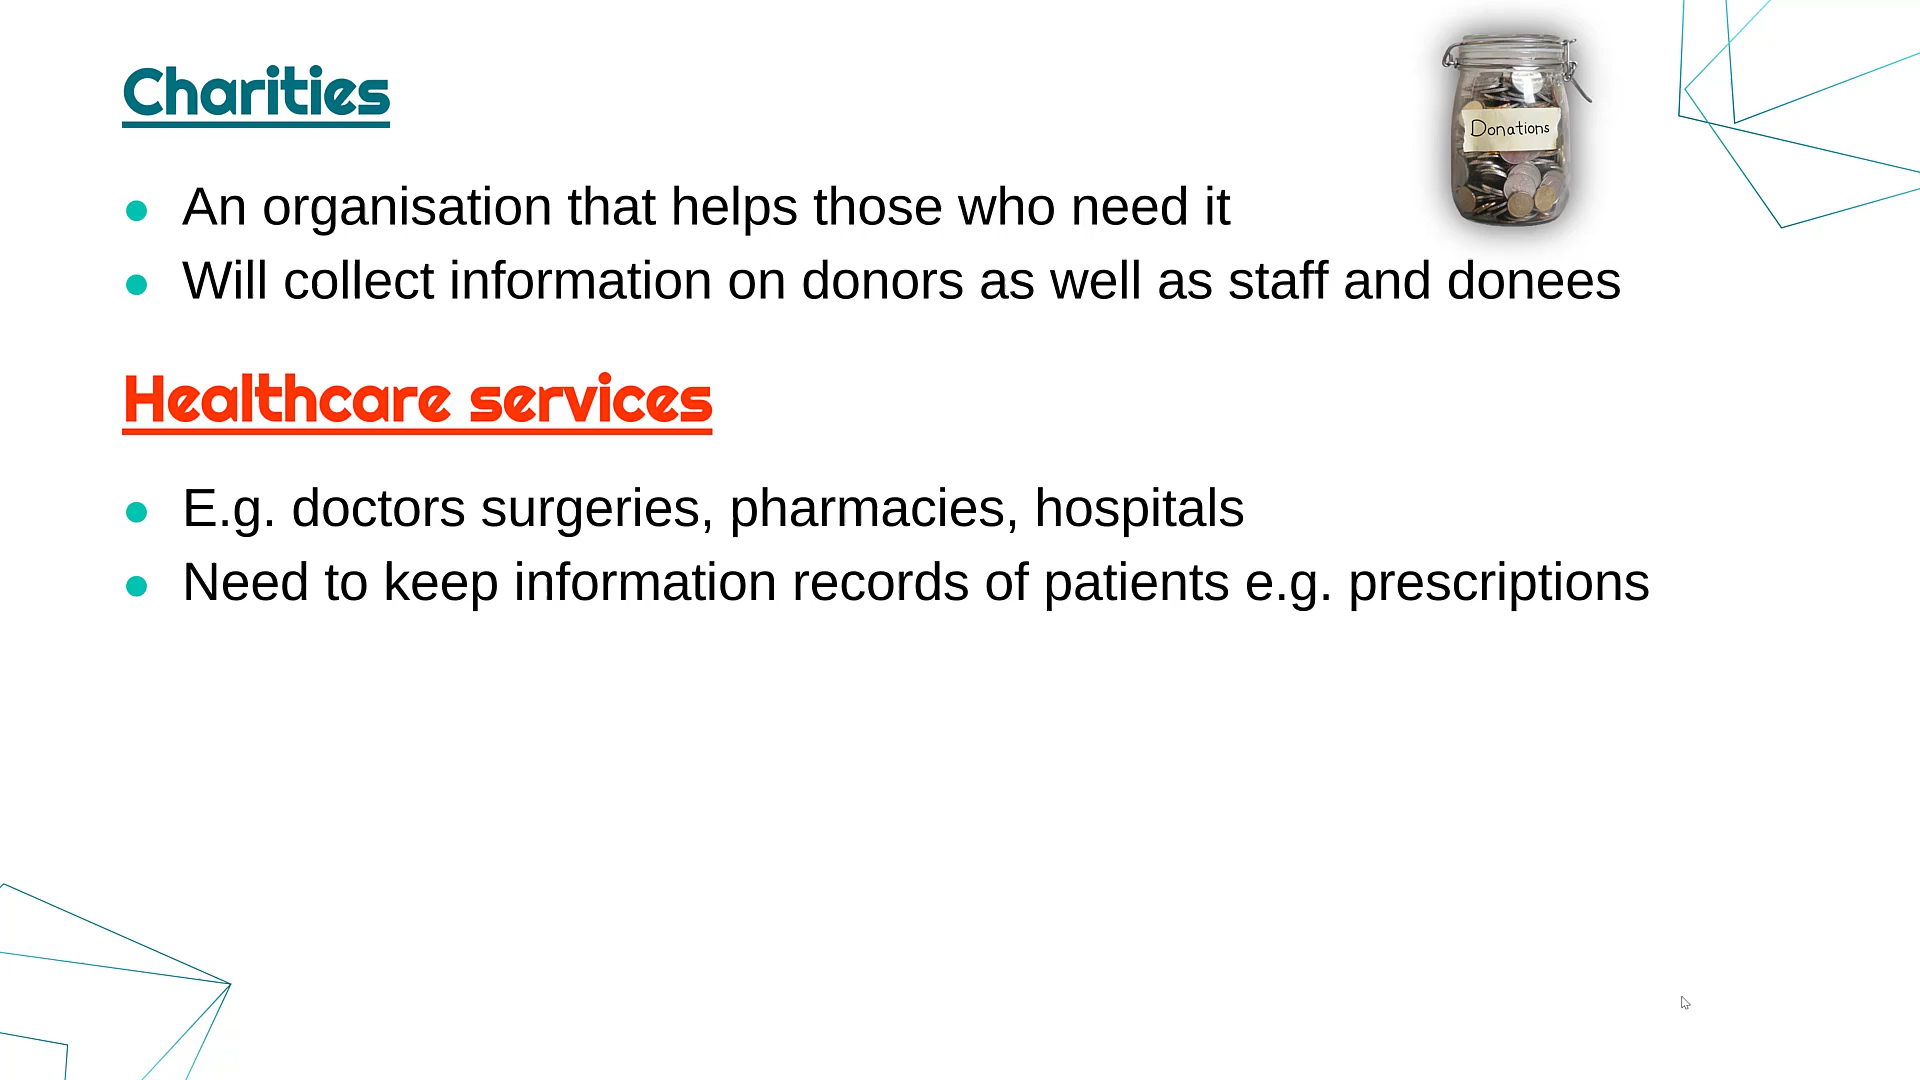 Charities
Donations
An organisation that helps those who need it
Will collect information on donors as well as staff and donees
Healthcare services
E.g. doctors surgeries, pharmacies, hospitals
Need to keep information records of patients e.g. prescriptions